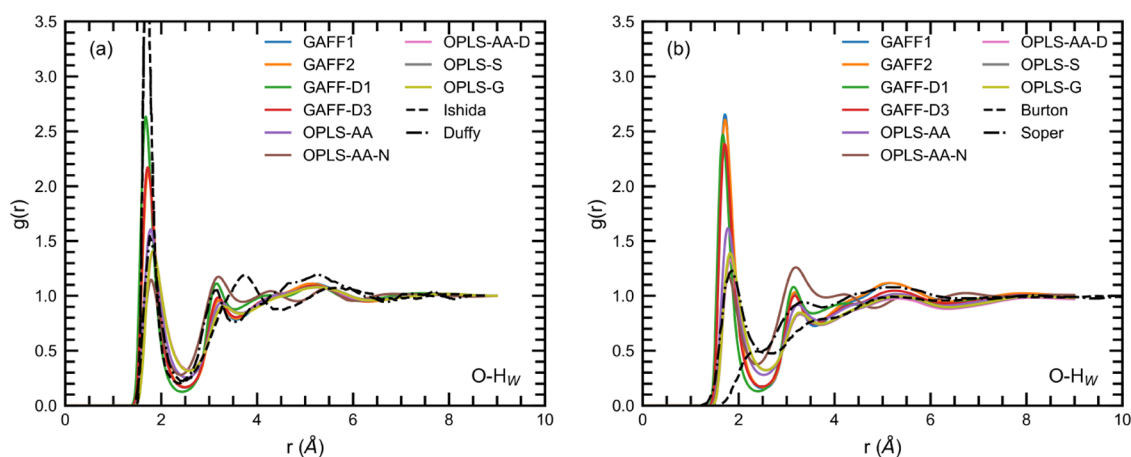 (a)
GAFF1
GAFF2
GAFF-D1
GAFF-D3
OPLS-AA
OPLS-AA-N
OPLS-AA-D
OPLS-S
OPLS-G
Ishida
Duffy
O-H_W
g(r)
3.5
3.0
2.5
2.0
1.5
1.0
0.5
0.0
0 2 4 6 8 10
r (Å)
(b)
GAFF1
GAFF2
GAFF-D1
GAFF-D3
OPLS-AA
OPLS-AA-N
OPLS-AA-D
OPLS-S
OPLS-G
Burton
Soper
O-H_W
g(r)
3.5
3.0
2.5
2.0
1.5
1.0
0.5
0.0
0 2 4 6 8 10
r (Å)